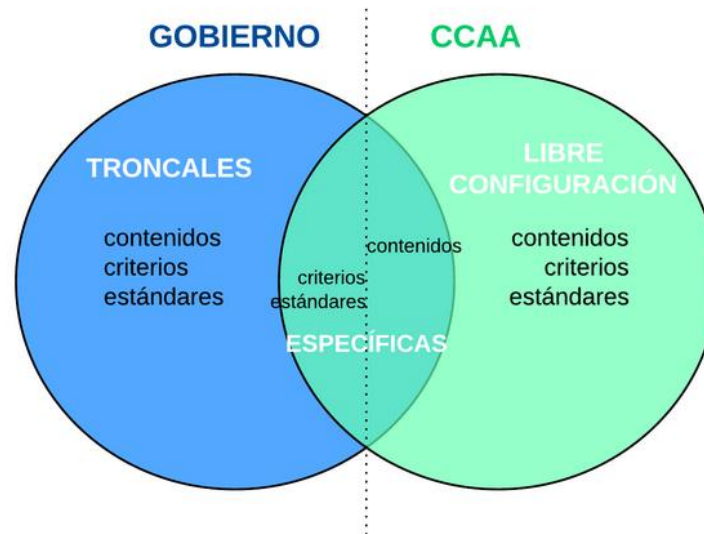 GOBIERNO
CCAA
TRONCALES
contenidos
criterios
estándares
contenidos
criterios
estándares
ESPECÍFICAS
LIBRE
CONFIGURACIÓN
contenidos
criterios
estándares